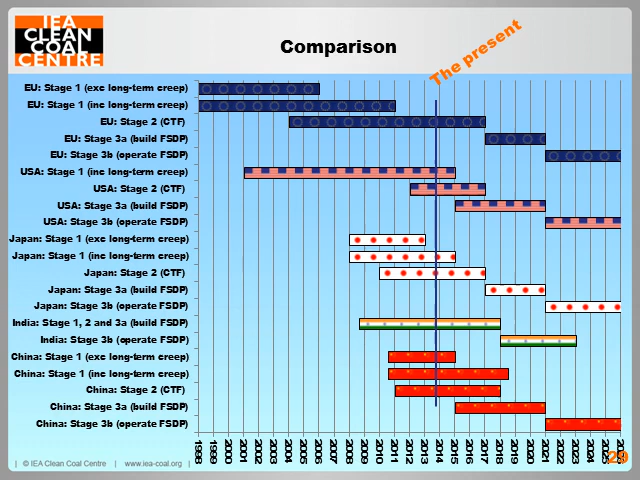 IEA
CLEAN
COAL
CENTRE
Comparison
The present
EU: Stage 1 (exc long-term creep)
EU: Stage 1 (inc long-term creep)
EU: Stage 2 (CTF)
EU: Stage 3a (build FSDP)
EU: Stage 3b (operate FSDP)
USA: Stage 1 (inc long-term creep)
USA: Stage 2 (CTF)
USA: Stage 3a (build FSDP)
USA: Stage 3b (operate FSDP)
Japan: Stage 1 (exc long-term creep)
Japan: Stage 1 (inc long-term creep)
Japan: Stage 2 (CTF)
Japan: Stage 3a (build FSDP)
Japan: Stage 3b (operate FSDP)
India: Stage 1, 2 and 3a (build FSDP)
India: Stage 3b (operate FSDP)
China: Stage 1 (exc long-term creep)
China: Stage 1 (inc long-term creep)
China: Stage 2 (CTF)
China: Stage 3a (build FSDP)
China: Stage 3b (operate FSDP)
1998 1999 2000 2001 2002 2003 2004 2005 2006 2007 2008 2009 2010 2011 2012 2013 2014 2015 2016 2017 2018 2019 2020 2021 2022 2023 2024
29
| © IEA Clean Coal Centre | www.iea-coal.org |